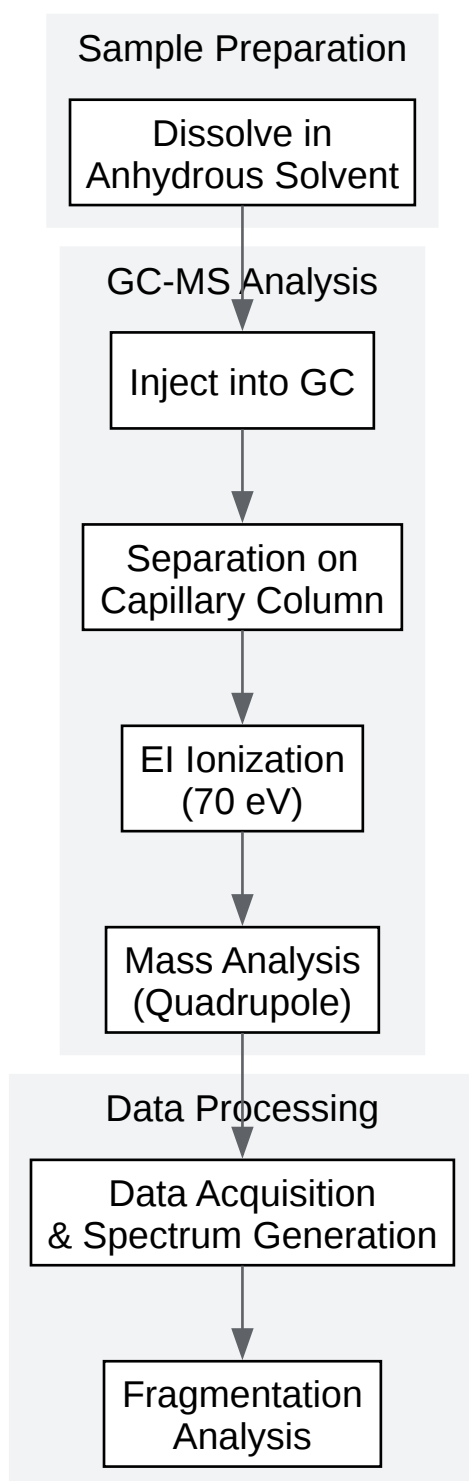 Sample Preparation
Dissolve in
Anhydrous Solvent
GC-MS Analysis
Inject into GC
Separation on
Capillary Column
EI Ionization
(70 eV)
Mass Analysis
(Quadrupole)
Data Processing
Data Acquisition
& Spectrum Generation
Fragmentation
Analysis